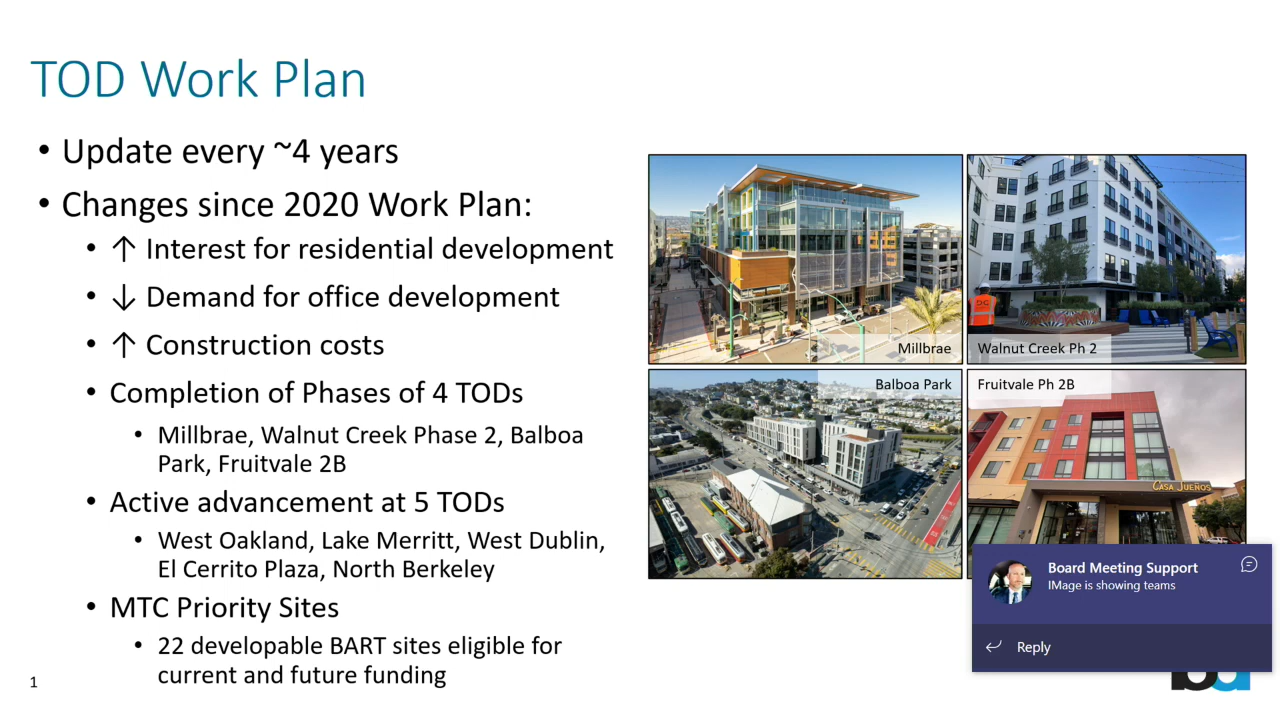 TOD Work Plan
• Update every ~4 years
• Changes since 2020 Work Plan:
• ↑ Interest for residential development
• ↓ Demand for office development
• ↑ Construction costs
• Completion of Phases of 4 TODs
• Millbrae, Walnut Creek Phase 2, Balboa
Park, Fruitvale 2B
• Active advancement at 5 TODs
• West Oakland, Lake Merritt, West Dublin,
El Cerrito Plaza, North Berkeley
• MTC Priority Sites
• 22 developable BART sites eligible for
current and future funding
1
DG
Millbrae
Walnut Creek Ph 2
Balboa Park
Fruitvale Ph 2B
CASA JUEÑOS
Board Meeting Support
IMage is showing teams
Reply